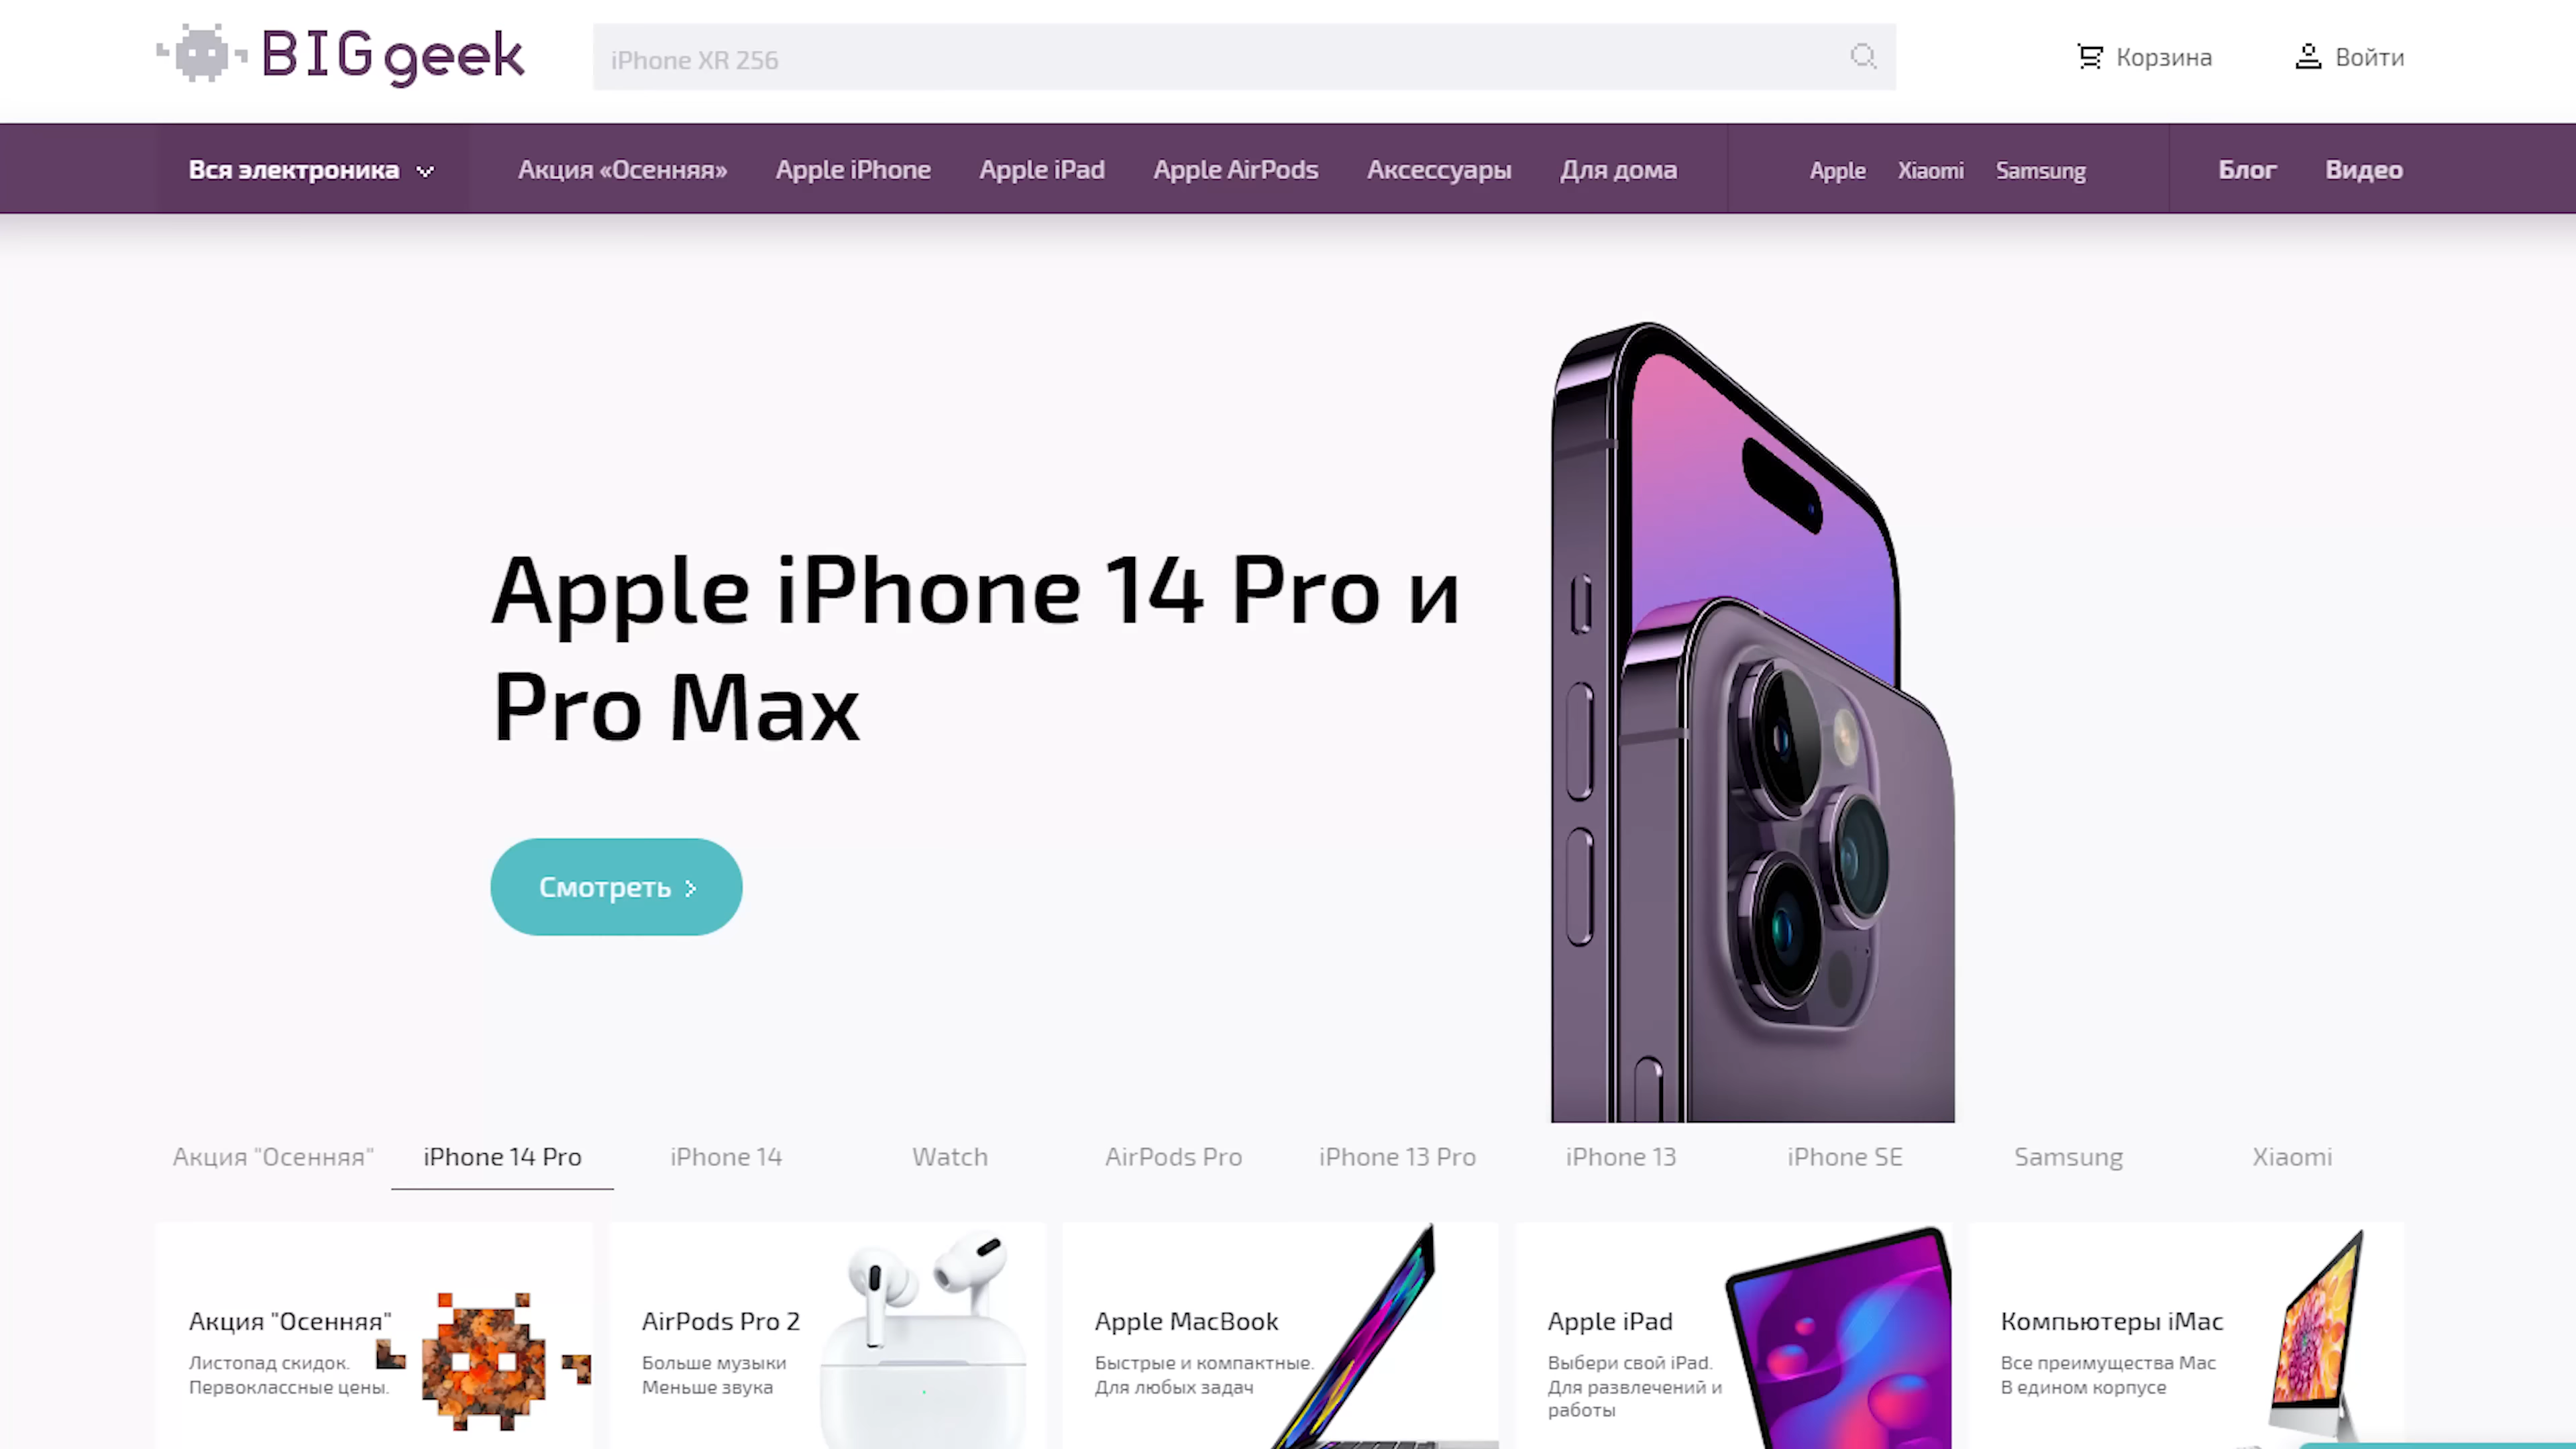 BIG geek
iPhone XR 256
Корзина
Войти
Вся электроника
Акция «Осенняя»
Apple iPhone
Apple iPad
Apple AirPods
Аксессуары
Для дома
Apple
Xiaomi
Samsung
Блог
Видео
Apple iPhone 14 Pro и
Pro Max
Смотреть
Акция "Осенняя"
iPhone 14 Pro
iPhone 14
Watch
AirPods Pro
iPhone 13 Pro
iPhone 13
iPhone SE
Samsung
Xiaomi
Акция "Осенняя"
Листопад скидок.
Первоклассные цены.
AirPods Pro 2
Больше музыки
Меньше звука
Apple MacBook
Быстрые и компактные.
Для любых задач
Apple iPad
Выбери свой iPad.
Для развлечений и
работы
Компьютеры iMac
Все преимущества Mac
В едином корпусе